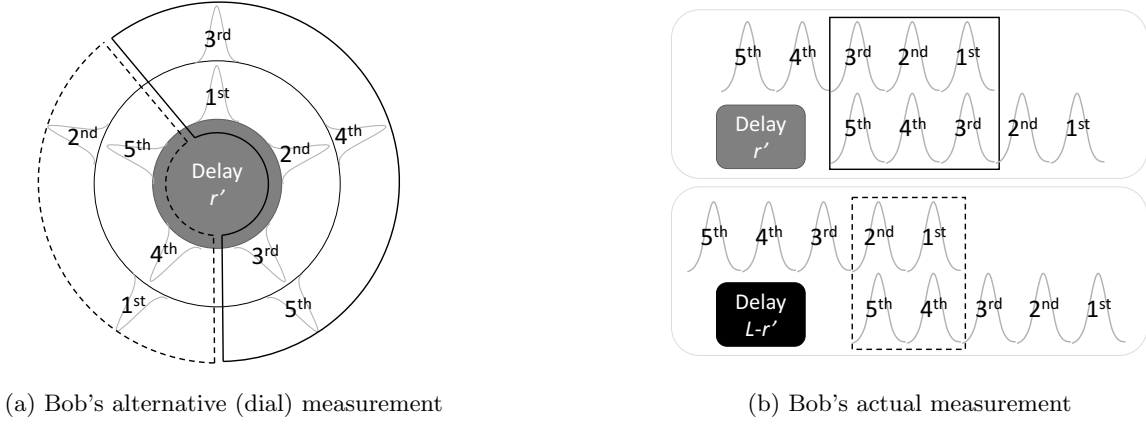 3rd
1st
2nd
5th
2nd
4th
Delay
r'
4th
3rd
1st
5th
(a) Bob's alternative (dial) measurement
5th 4th 3rd 2nd 1st
Delay
r'
5th 4th 3rd 2nd 1st
5th 4th 3rd 2nd 1st
Delay
L-r'
5th 4th 3rd 2nd 1st
(b) Bob's actual measurement